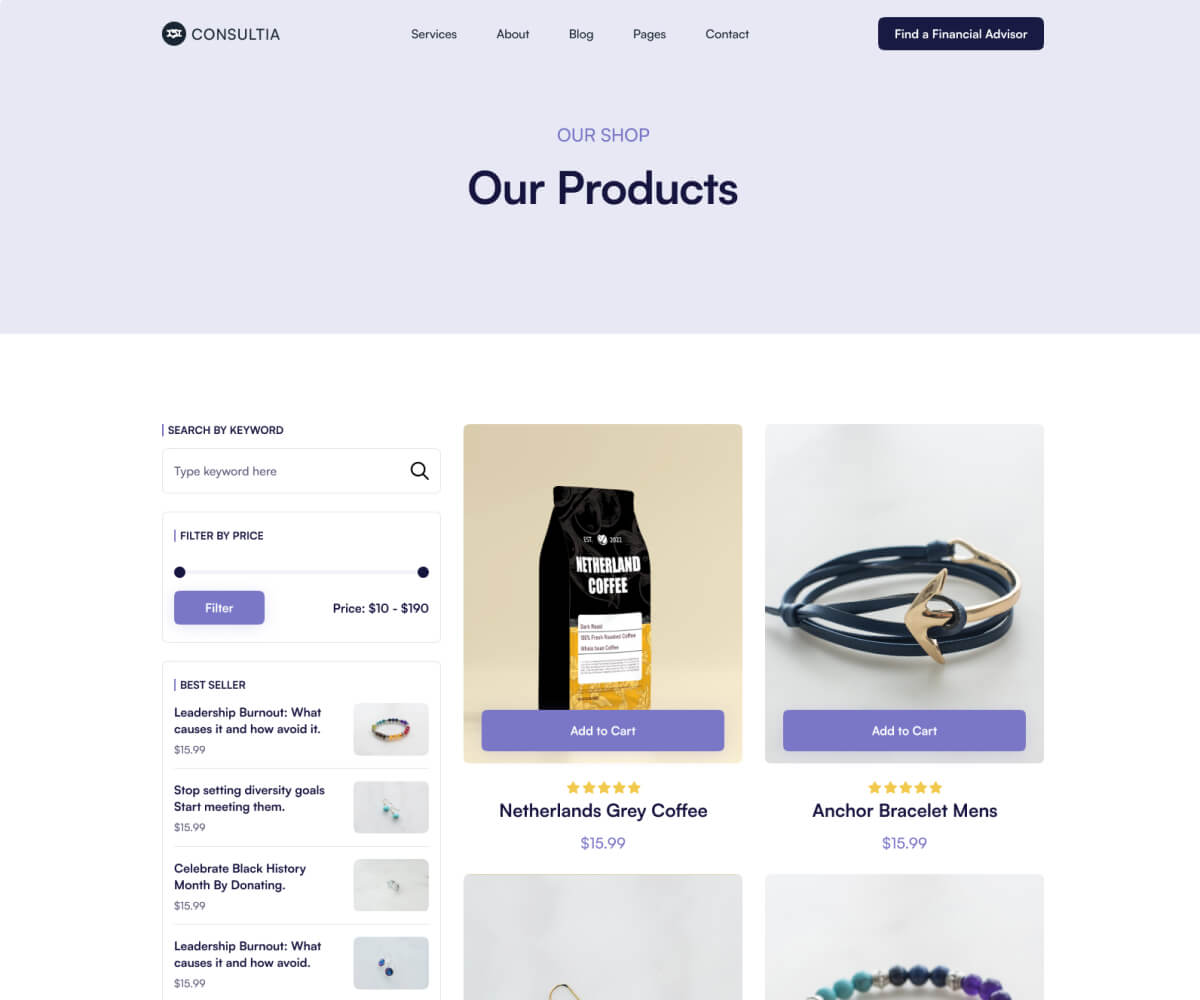 CONSULTIA
Services
About
Blog
Pages
Contact
Find a Financial Advisor
OUR SHOP
Our Products
SEARCH BY KEYWORD
Type keyword here
FILTER BY PRICE
Filter
Price: $10 - $190
BEST SELLER
Leadership Burnout: What
causes it and how avoid it.
$15.99
Stop setting diversity goals
Start meeting them.
$15.99
Celebrate Black History
Month By Donating.
$15.99
Leadership Burnout: What
causes it and how avoid.
$15.99
EST. 2021
NETHERLAND
COFFEE
Dark Roast
100% Fresh Roasted Coffee
Whole bean Coffee
Add to Cart
Netherlands Grey Coffee
$15.99
Add to Cart
Anchor Bracelet Mens
$15.99